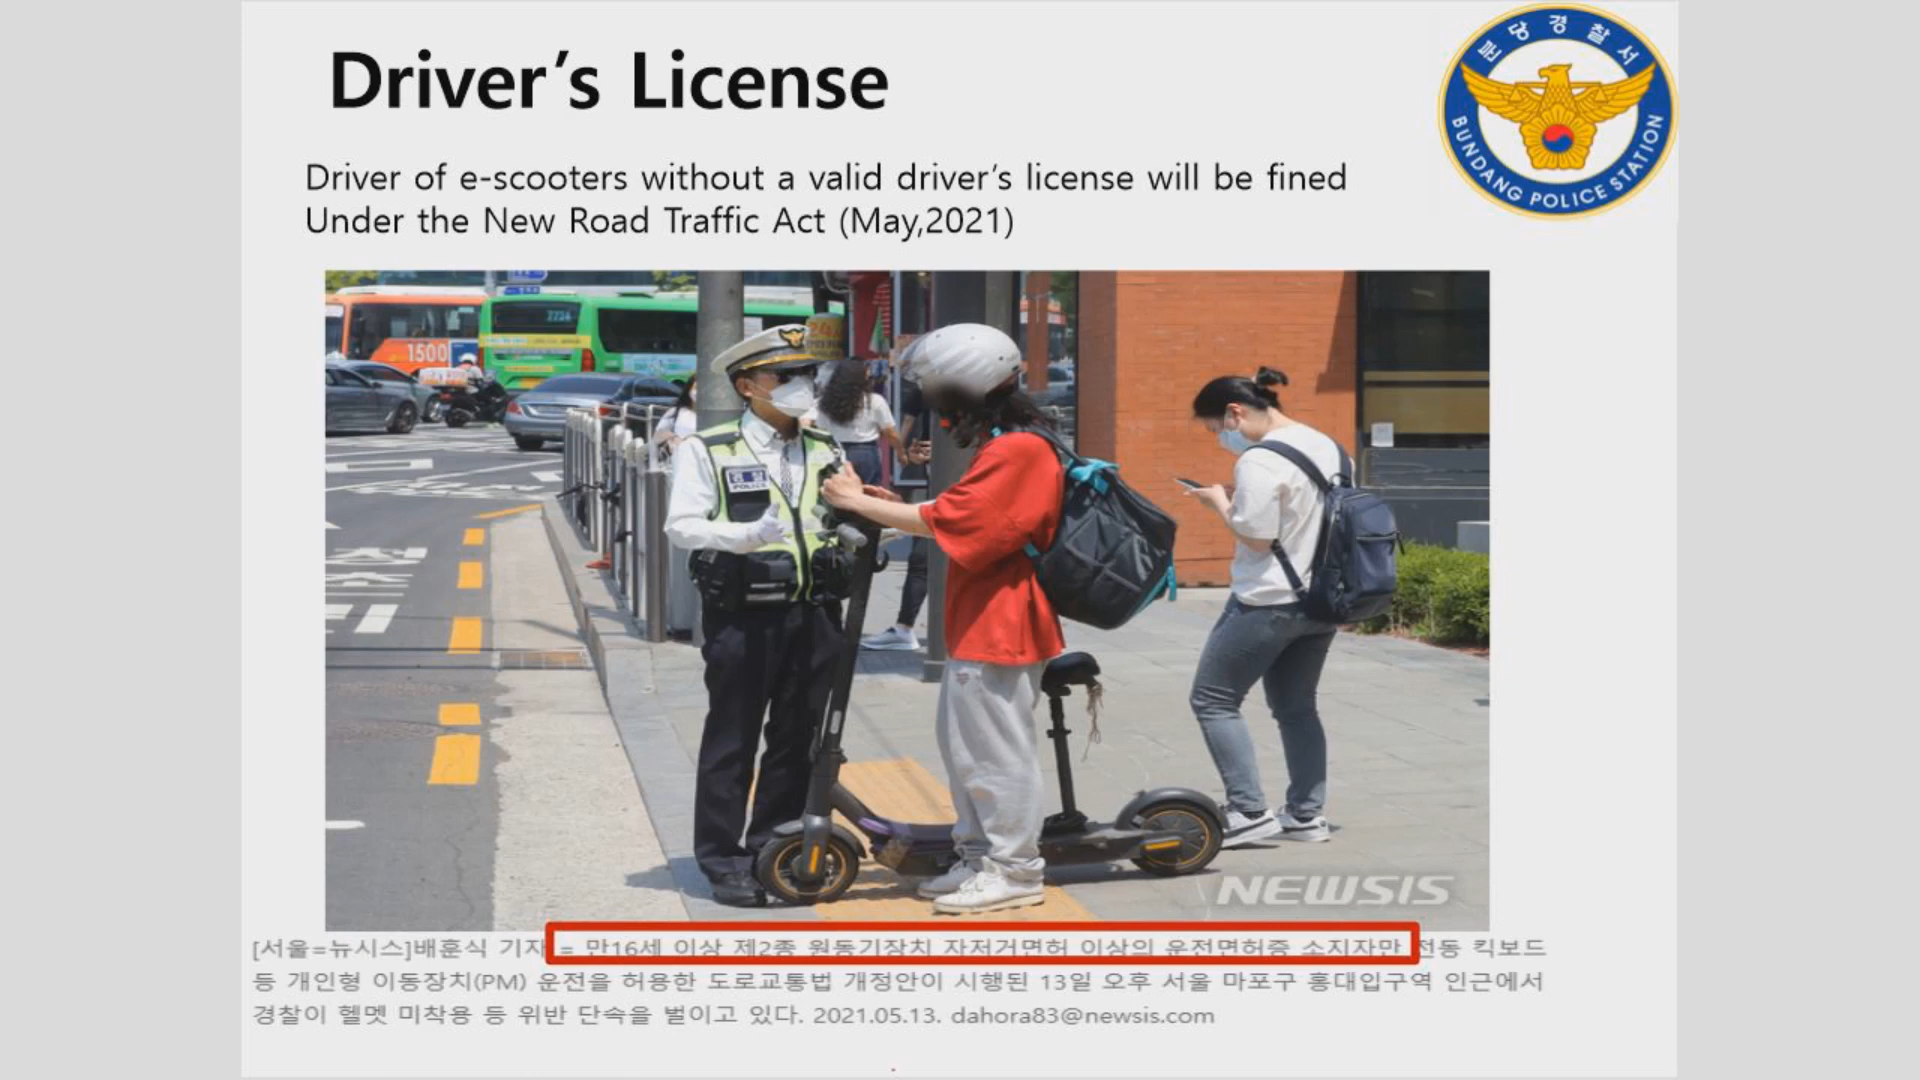 Driver's License
분당경찰서
BUNDANG POLICE STATION
Driver of e-scooters without a valid driver's license will be fined
Under the New Road Traffic Act (May,2021)
2234
1500
경찰
POLICE
NEWSIS
[서울=뉴시스]배훈식 기자 = 만16세 이상 제2종 원동기장치 자저거면허 이상의 운전면허증 소지자만 전동 킥보드
등 개인형 이동장치(PM) 운전을 허용한 도로교통법 개정안이 시행된 13일 오후 서울 마포구 홍대입구역 인근에서
경찰이 헬멧 미착용 등 위반 단속을 벌이고 있다. 2021.05.13. dahora83@newsis.com